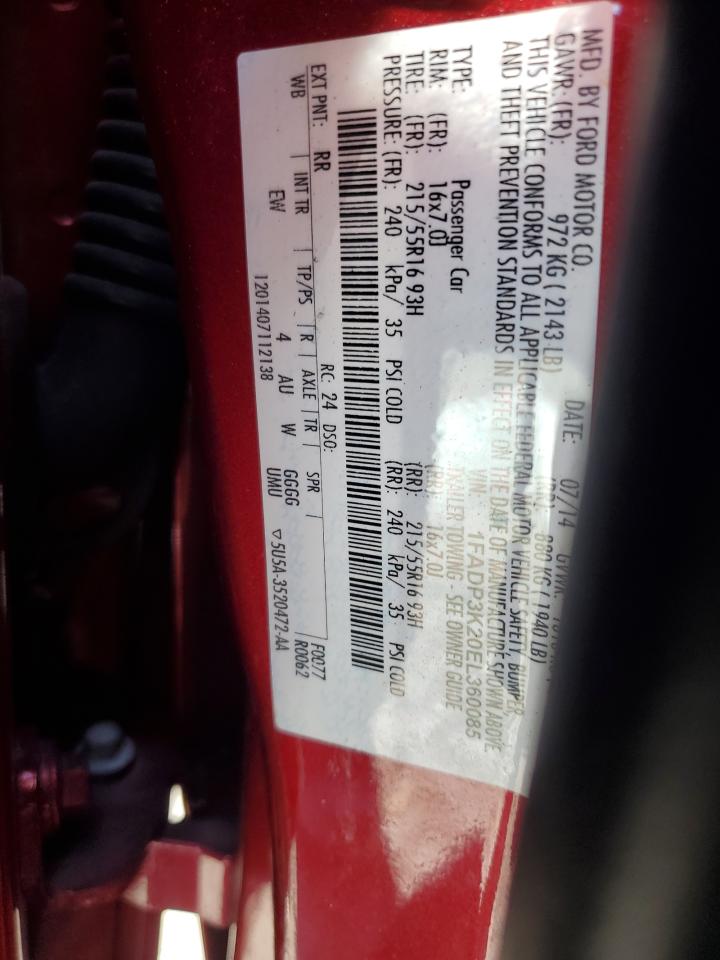 MFD. BY FORD MOTOR CO.
DATE: 07/14 GVWR:
GAWR: (FR): 972 KG ( 2143 LB) (RR): 880 KG ( 1940 LB)
THIS VEHICLE CONFORMS TO ALL APPLICABLE FEDERAL MOTOR VEHICLE SAFETY, BUMPER,
AND THEFT PREVENTION STANDARDS IN EFFECT ON THE DATE OF MANUFACTURE SHOWN ABOVE.
VIN: 1FADP3K20EL360085
TYPE: Passenger Car TRAILER TOWING - SEE OWNER GUIDE
RIM: (FR): 16x7.0J (RR): 16x7.0J
TIRE: (FR): 215/55R16 93H (RR): 215/55R16 93H
PRESSURE: (FR): 240 kPa/ 35 PSI COLD (RR): 240 kPa/ 35 PSI COLD
EXT PNT: RR RC: 24 DSO: F0077
WB INT TR TP/PS R AXLE TR SPR R0062
EW 4 AU W GGGG
UMU
1201407112138 ▽5U5A-3520472-AA